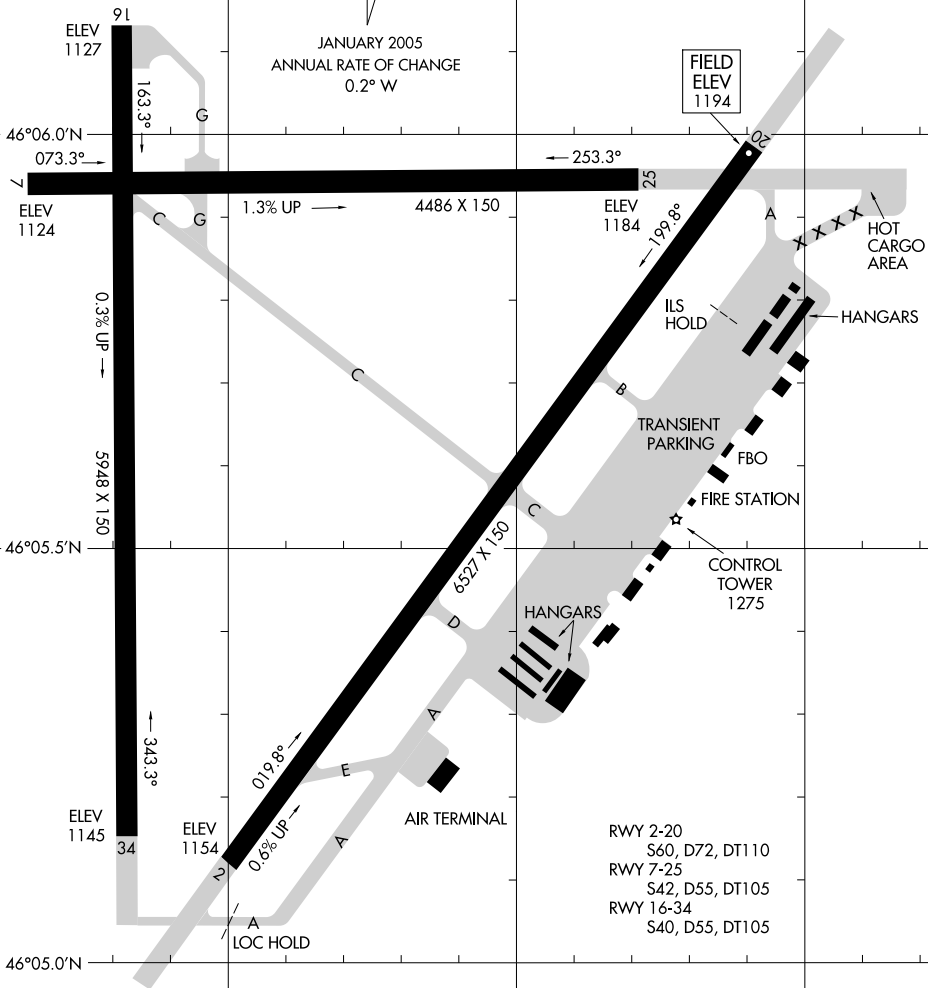 16
ELEV
1127
JANUARY 2005
ANNUAL RATE OF CHANGE
0.2° W
FIELD
ELEV
1194
163.3°
G
46°06.0'N
073.3°
253.3°
20
7
25
ELEV
1124
C
G
1.3% UP
4486 X 150
ELEV
1184
199.8°
A
X X X X
HOT
CARGO
AREA
0.3% UP
ILS
HOLD
HANGARS
C
B
TRANSIENT
PARKING
FBO
5948 X 150
FIRE STATION
C
46°05.5'N
6527 X 150
CONTROL
TOWER
1275
D
HANGARS
A
343.3°
019.8°
E
ELEV
1145
ELEV
1154
0.6% UP
A
AIR TERMINAL
34
2
RWY 2-20
S60, D72, DT110
RWY 7-25
S42, D55, DT105
RWY 16-34
S40, D55, DT105
A
LOC HOLD
46°05.0'N